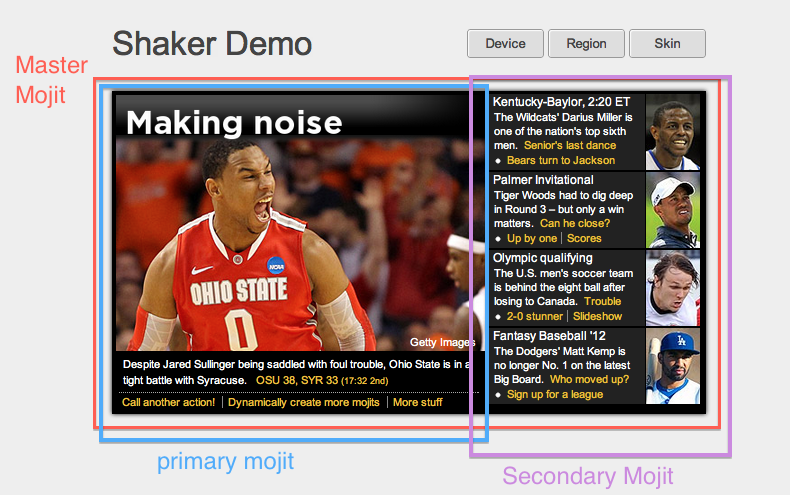 Shaker Demo
Device
Region
Skin
Master
Mojit
Making noise
NCAA
OHIO STATE
0
Getty Images
Despite Jared Sullinger being saddled with foul trouble, Ohio State is in a
tight battle with Syracuse. OSU 38, SYR 33 (17:32 2nd)
Call another action! | Dynamically create more mojits | More stuff
Kentucky-Baylor, 2:20 ET
The Wildcats' Darius Miller is
one of the nation's top sixth
men. Senior's last dance
• Bears turn to Jackson
Palmer Invitational
Tiger Woods had to dig deep
in Round 3 – but only a win
matters. Can he close?
• Up by one | Scores
Olympic qualifying
The U.S. men's soccer team
is behind the eight ball after
losing to Canada. Trouble
• 2-0 stunner | Slideshow
Fantasy Baseball '12
The Dodgers' Matt Kemp is
no longer No. 1 on the latest
Big Board. Who moved up?
• Sign up for a league
LA
primary mojit
Secondary Mojit